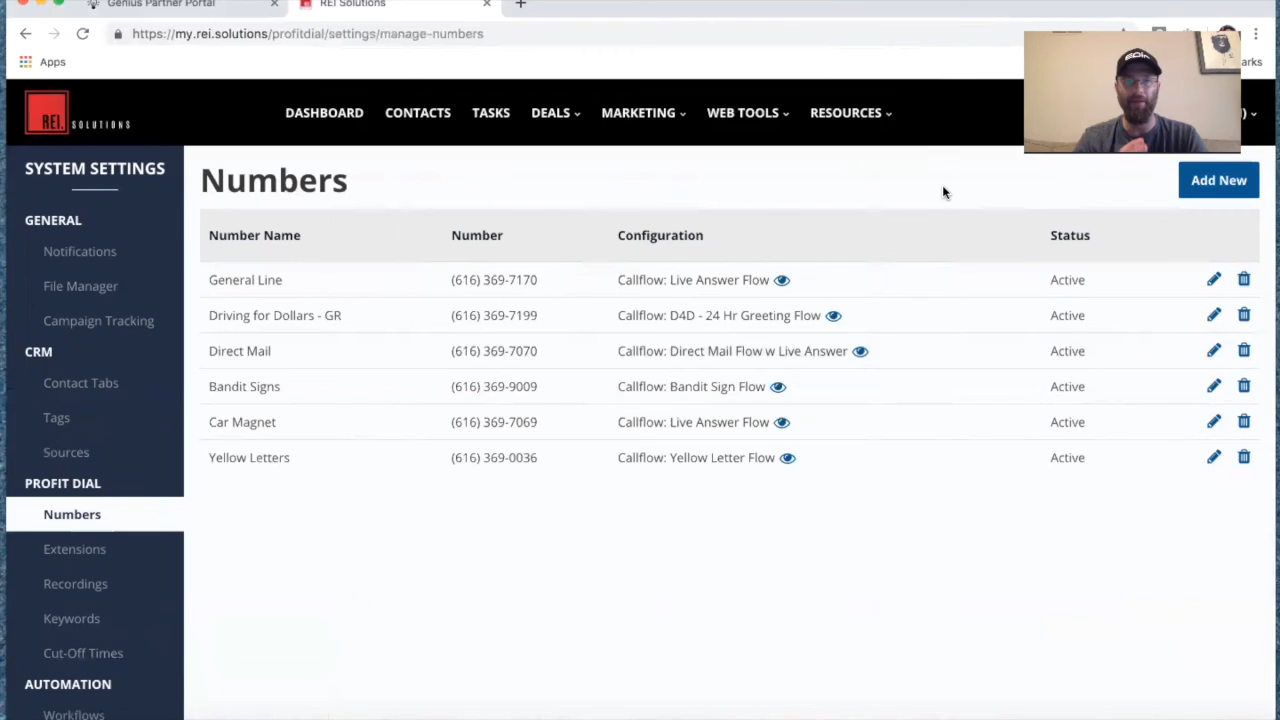 Genius Partner Portal
REI Solutions
https://my.rei.solutions/profitdial/settings/manage-numbers
Apps
REI. SOLUTIONS
DASHBOARD CONTACTS TASKS DEALS MARKETING WEB TOOLS RESOURCES
SYSTEM SETTINGS
GENERAL
Notifications
File Manager
Campaign Tracking
CRM
Contact Tabs
Tags
Sources
PROFIT DIAL
Numbers
Extensions
Recordings
Keywords
Cut-Off Times
AUTOMATION
Workflows
Numbers
Add New
Number Name Number Configuration Status
General Line (616) 369-7170 Callflow: Live Answer Flow Active
Driving for Dollars - GR (616) 369-7199 Callflow: D4D - 24 Hr Greeting Flow Active
Direct Mail (616) 369-7070 Callflow: Direct Mail Flow w Live Answer Active
Bandit Signs (616) 369-9009 Callflow: Bandit Sign Flow Active
Car Magnet (616) 369-7069 Callflow: Live Answer Flow Active
Yellow Letters (616) 369-0036 Callflow: Yellow Letter Flow Active